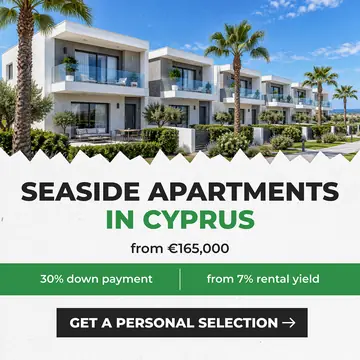 SEASIDE APARTMENTS
IN CYPRUS
from €165,000
30% down payment
from 7% rental yield
GET A PERSONAL SELECTION →